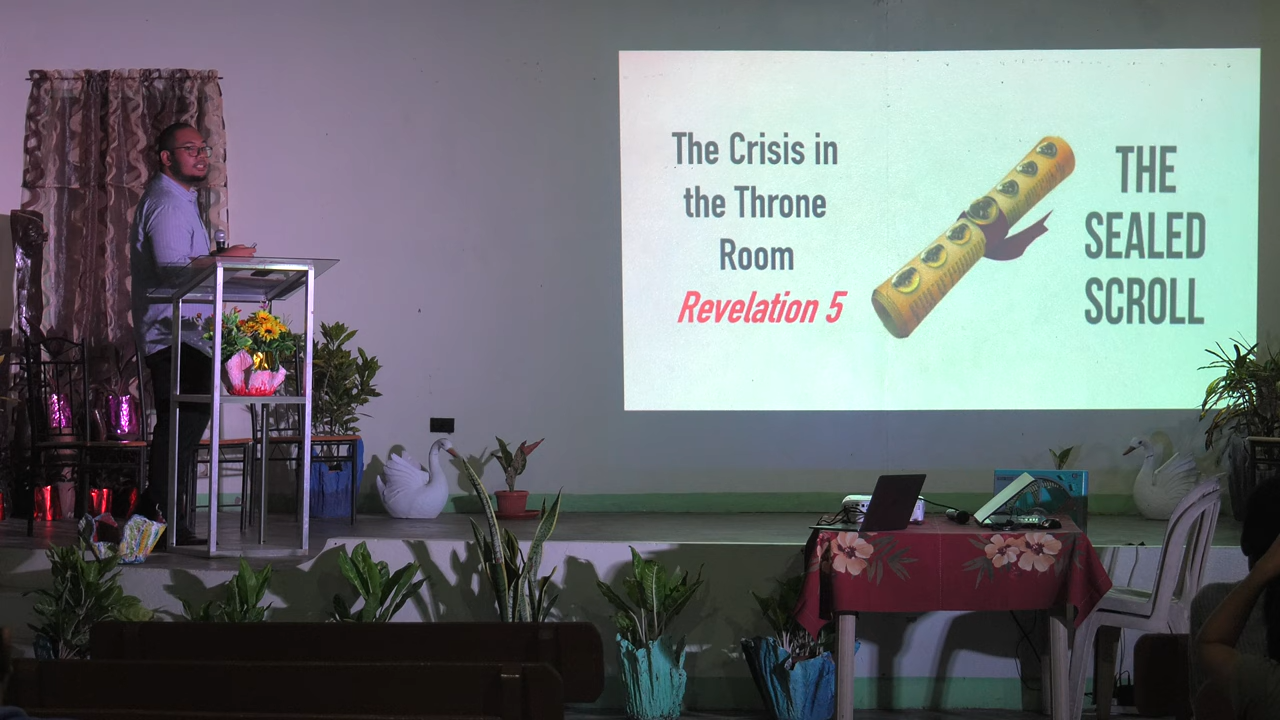 The Crisis in
the Throne
Room
Revelation 5
THE
SEALED
SCROLL